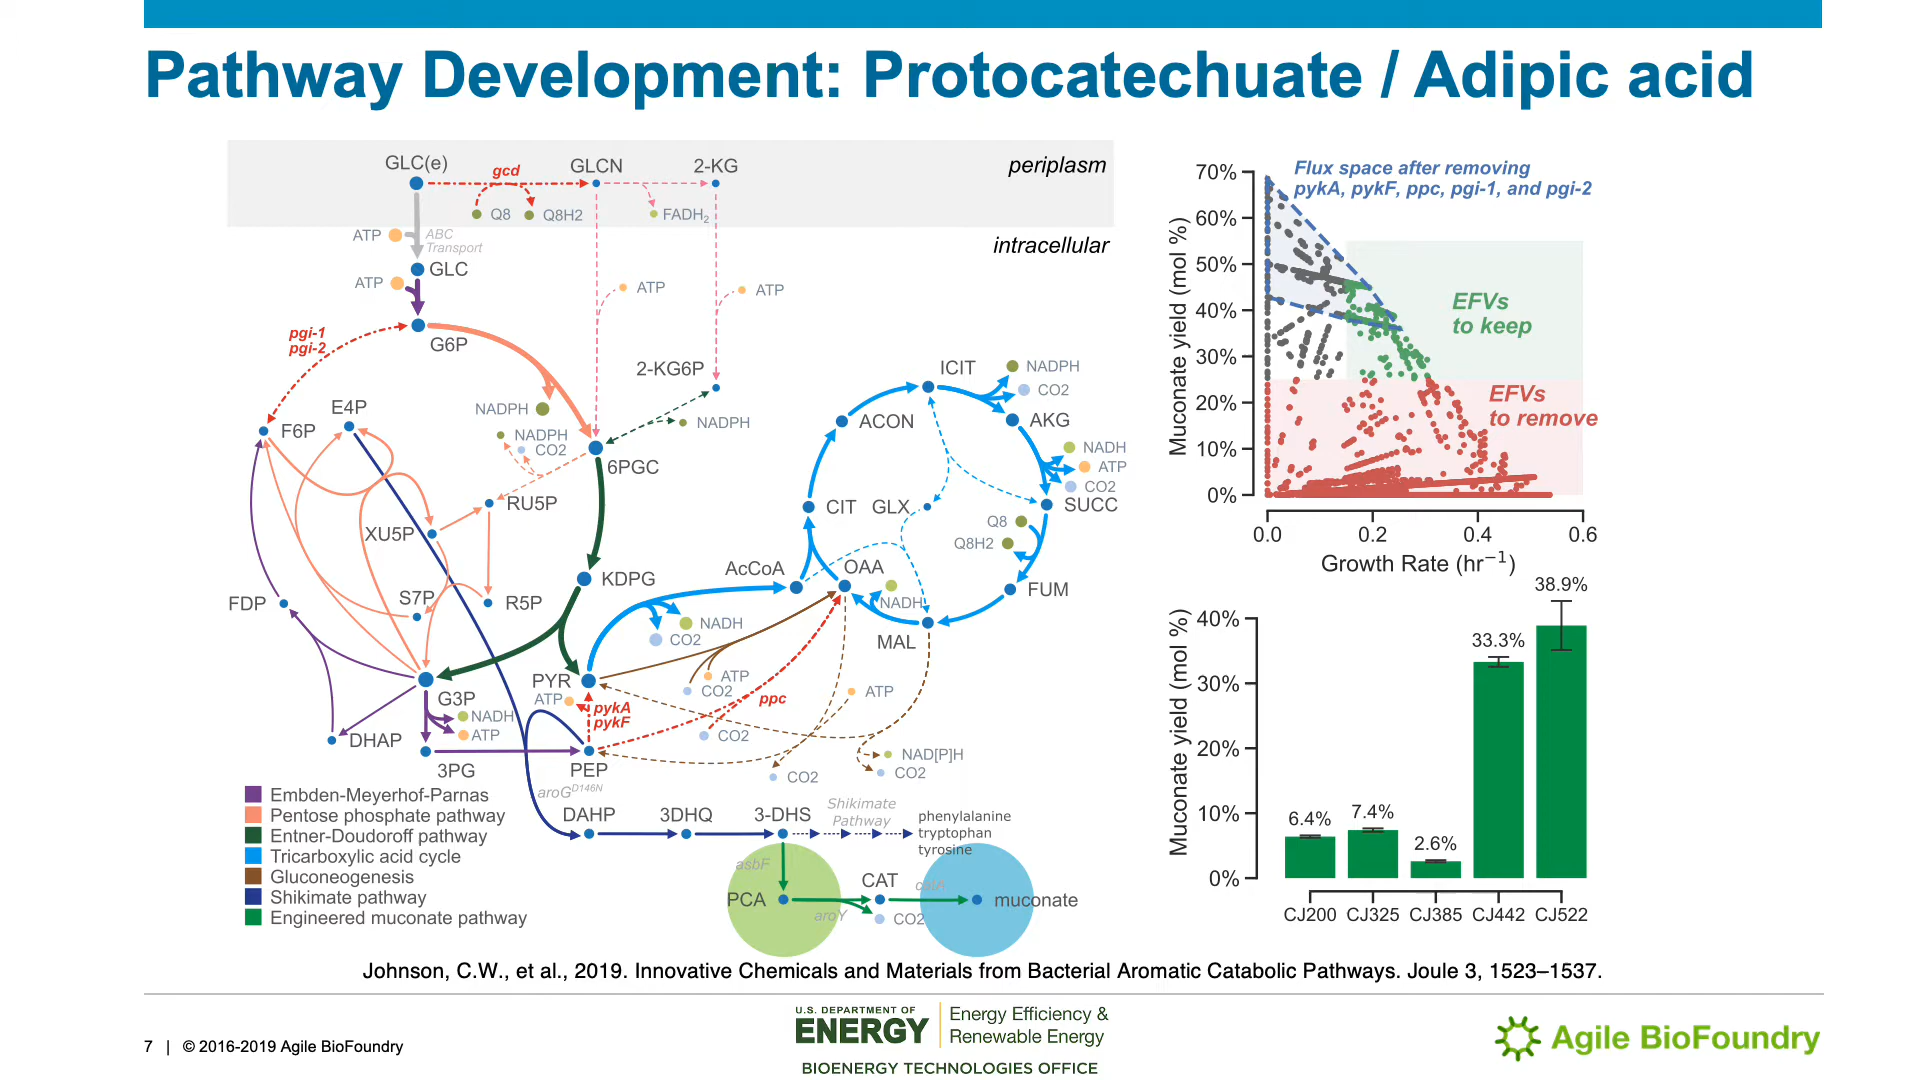 Pathway Development: Protocatechuate / Adipic acid
GLC(e)
gcd
GLCN
2-KG
periplasm
Q8
Q8H2
FADH2
intracellular
ATP
ABC
Transport
GLC
ATP
ATP
ATP
pgi-1
pgi-2
G6P
2-KG6P
NADPH
NADPH
NADPH
CO2
E4P
F6P
6PGC
RU5P
XU5P
KDPG
S7P
R5P
FDP
ICIT
NADPH
CO2
ACON
AKG
NADH
ATP
CO2
CIT
GLX
SUCC
Q8
Q8H2
AcCoA
OAA
NADH
FUM
MAL
NADH
CO2
PYR
ATP
pykA
pykF
ATP
CO2
ATP
ppc
CO2
G3P
NADH
ATP
DHAP
3PG
PEP
NAD[P]H
CO2
CO2
aroG^D146N
DAHP
3DHQ
3-DHS
Shikimate
Pathway
phenylalanine
tryptophan
tyrosine
asbF
PCA
aroY
CAT
CO2
muconate
Embden-Meyerhof-Parnas
Pentose phosphate pathway
Entner-Doudoroff pathway
Tricarboxylic acid cycle
Gluconeogenesis
Shikimate pathway
Engineered muconate pathway
Flux space after removing
pykA, pykF, ppc, pgi-1, and pgi-2
EFVs
to keep
EFVs
to remove
Muconate yield (mol %)
70%
60%
50%
40%
30%
20%
10%
0%
0.0 0.2 0.4 0.6
Growth Rate (hr⁻¹)
Muconate yield (mol %)
40%
30%
20%
10%
0%
6.4%
7.4%
2.6%
33.3%
38.9%
CJ200 CJ325 CJ385 CJ442 CJ522
Johnson, C.W., et al., 2019. Innovative Chemicals and Materials from Bacterial Aromatic Catabolic Pathways. Joule 3, 1523–1537.
7 | © 2016-2019 Agile BioFoundry
U.S. DEPARTMENT OF
ENERGY
Energy Efficiency &
Renewable Energy
BIOENERGY TECHNOLOGIES OFFICE
Agile BioFoundry